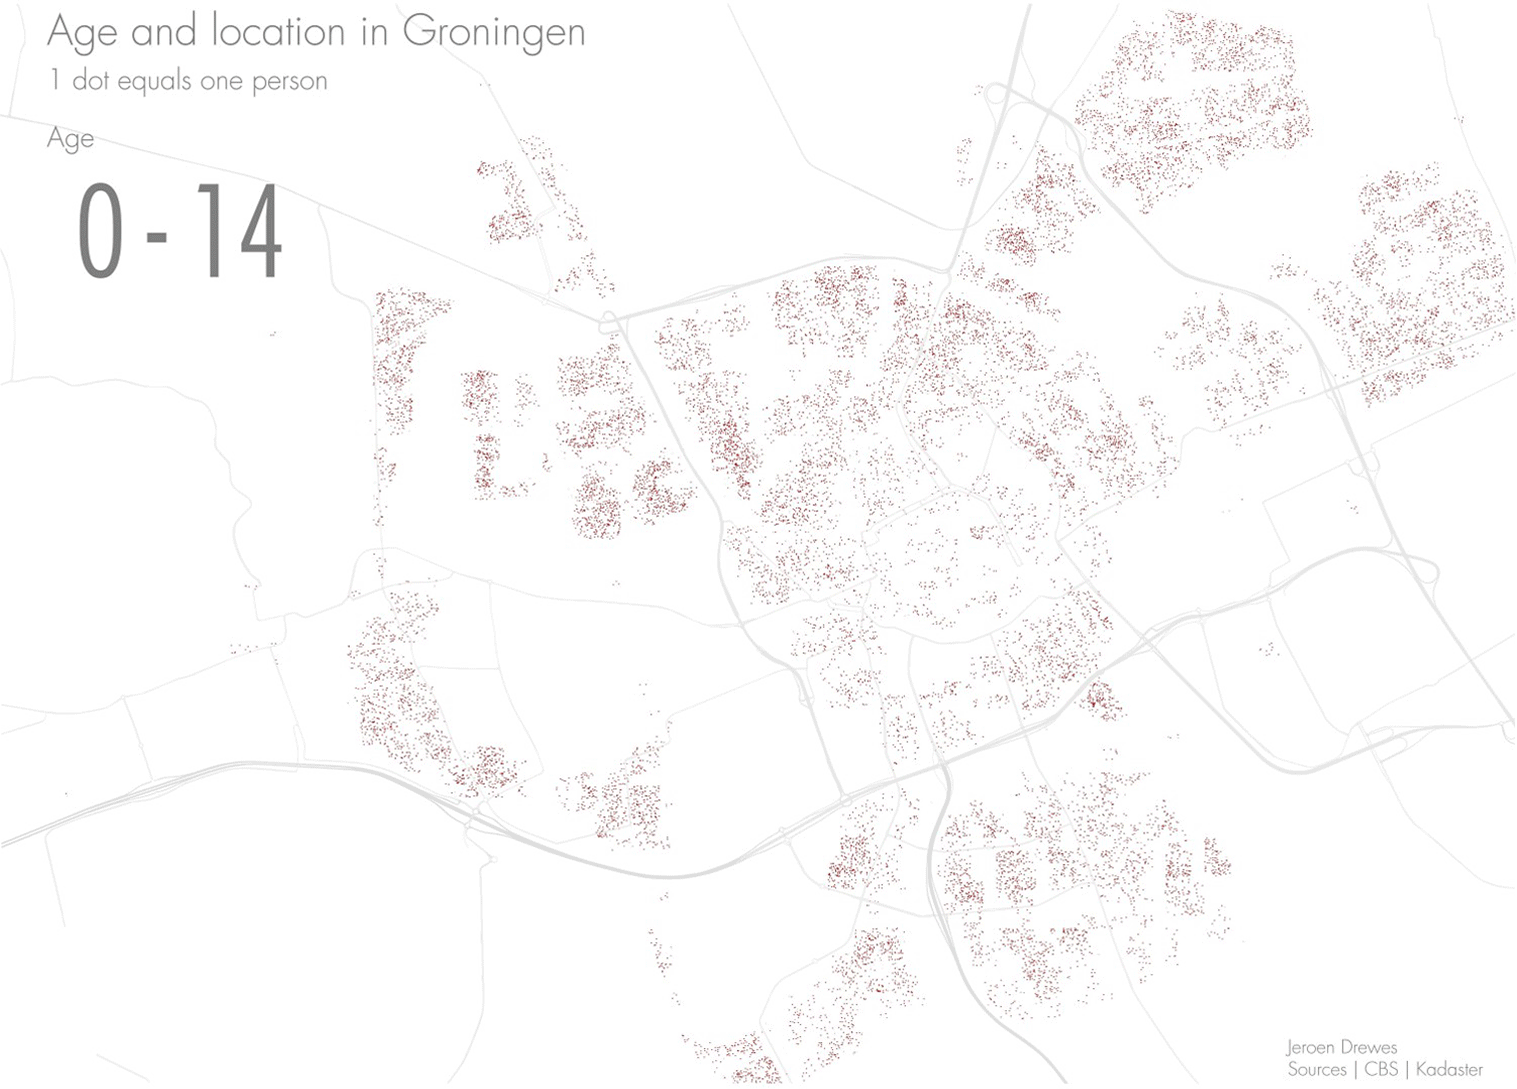 Age and location in Groningen
1 dot equals one person
Age
0 - 14
Jeroen Drewes
Sources | CBS | Kadaster